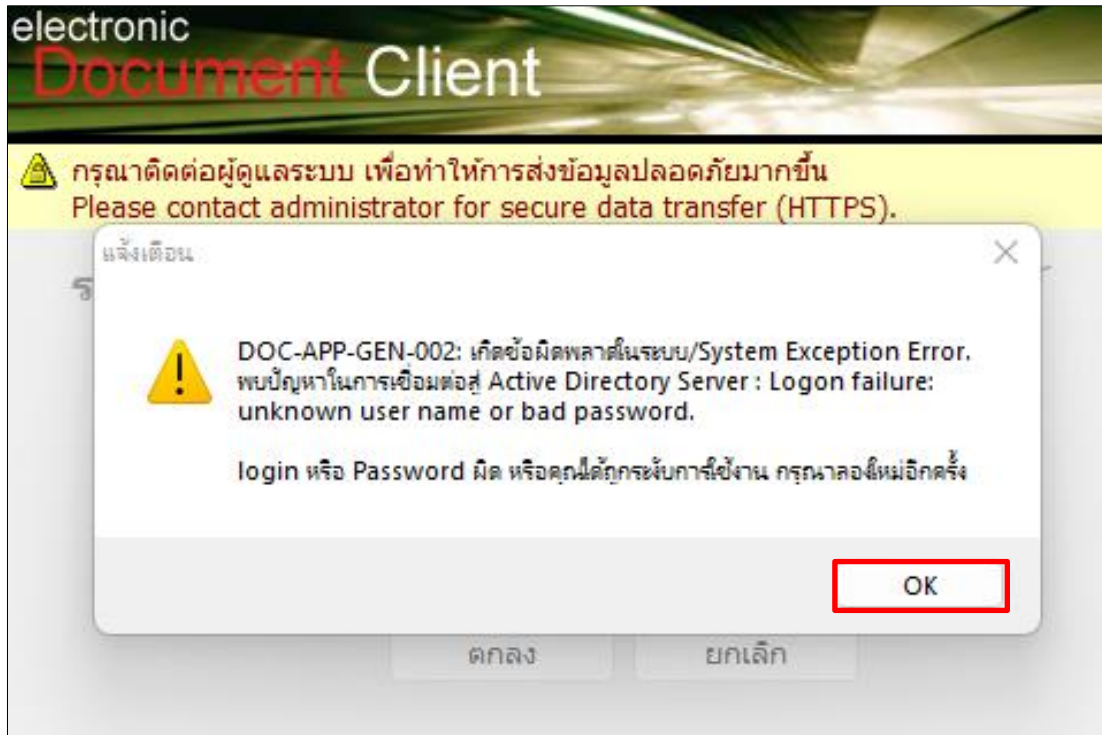 electronic
Document Client
กรุณาติดต่อผู้ดูแลระบบ เพื่อทำให้การส่งข้อมูลปลอดภัยมากขึ้น
Please contact administrator for secure data transfer (HTTPS).
แจ้งเตือน
DOC-APP-GEN-002: เกิดข้อผิดพลาดในระบบ/System Exception Error.
พบปัญหาในการเชื่อมต่อสู่ Active Directory Server : Logon failure:
unknown user name or bad password.
login หรือ Password ผิด หรือคุณได้ถูกระงับการใช้งาน กรุณาลองใหม่อีกครั้ง
OK
ตกลง ยกเลิก